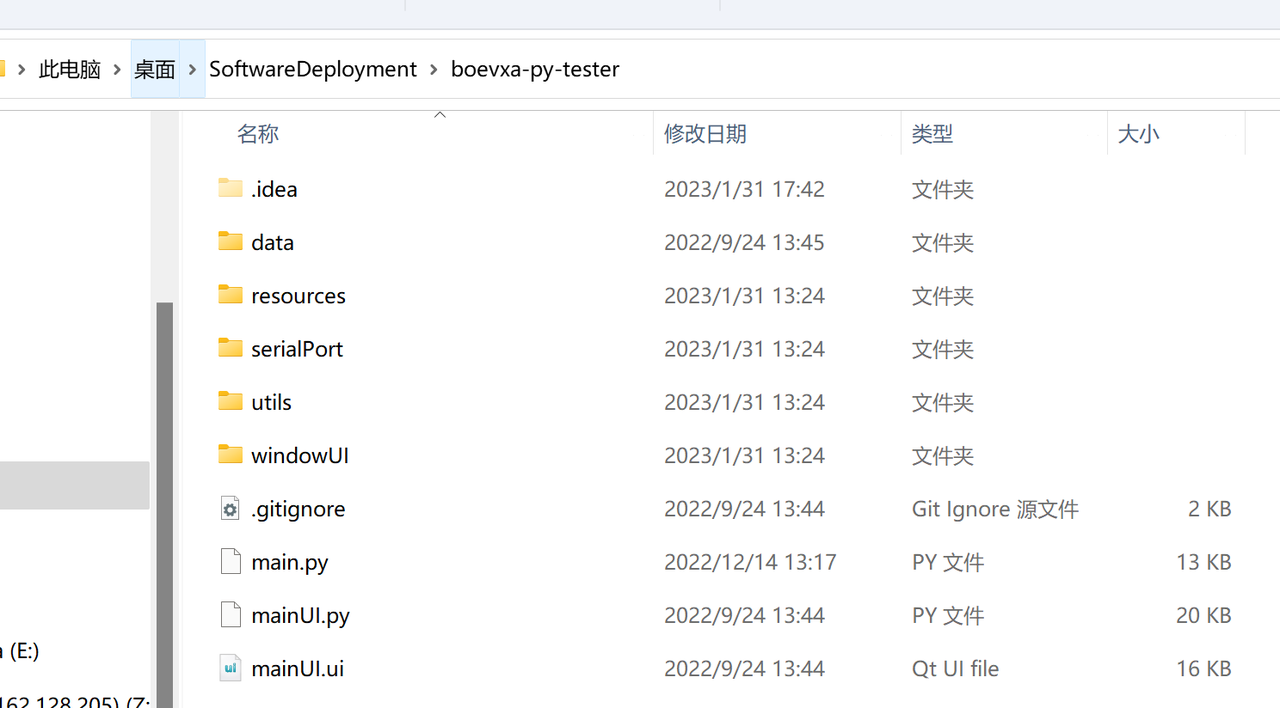 此电脑 > 桌面 > SoftwareDeployment > boevxa-py-tester
名称 修改日期 类型 大小
.idea 2023/1/31 17:42 文件夹
data 2022/9/24 13:45 文件夹
resources 2023/1/31 13:24 文件夹
serialPort 2023/1/31 13:24 文件夹
utils 2023/1/31 13:24 文件夹
windowUI 2023/1/31 13:24 文件夹
.gitignore 2022/9/24 13:44 Git Ignore 源文件 2 KB
main.py 2022/12/14 13:17 PY 文件 13 KB
mainUI.py 2022/9/24 13:44 PY 文件 20 KB
mainUI.ui 2022/9/24 13:44 Qt UI file 16 KB
(E:)
162.128.205) (Z: